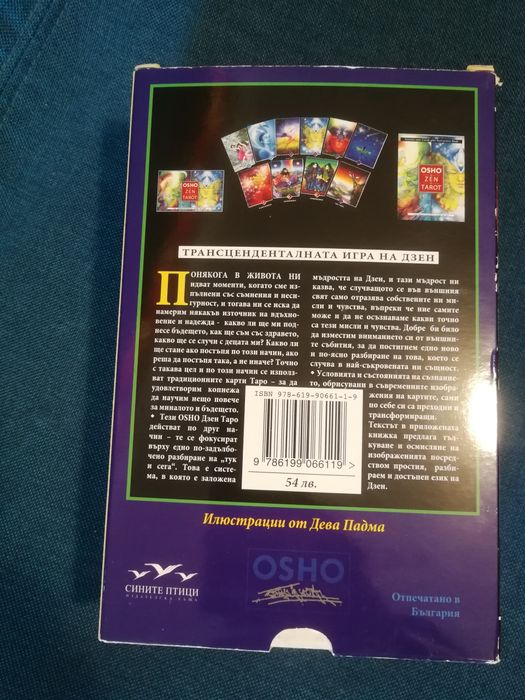 OSHO
ZEN
TAROT
OSHO
ZEN
TAROT
ТРАНСЦЕНДЕНТАЛНАТА ИГРА НА ДЗЕН
ПОНЯКОГА В ЖИВОТА НИ
идват моменти, когато сме из-
пълнени със съмнения и неси-
гурност, и тогава ни се иска да
намерим някакъв източник на вдъхно-
вение и надежда - какво ли ще ми под-
несе бъдещето, как ще съм със здравето,
какво ще се случи с децата ми? Какво ли
ще стане ако постъпя по този начин, ако
реша да постъпя така, а не иначе? Точно
с такава цел и по този начин се използ-
ват традиционните карти Таро – за да
удовлетворим копнежа
да научим нещо повече
за миналото и бъдещето.
• Тези OSHO Дзен Таро
действат по друг на-
чин – те се фокусират
върху едно по-задълбо-
чено разбиране на „тук
и сега“. Това е систе-
ма, в която е заложена
мъдростта на Дзен, и тази мъдрост ни
казва, че случващото се във външния
свят само отразява собствените ни ми-
сли и чувства, въпреки че ние самите
може и да не осъзнаваме какви точно
са тези мисли и чувства. Добре би било
да изместим вниманието си от външни-
те събития, за да постигнем едно ново
и по-ясно разбиране на това, което се
случва в най-съкровената ни същност.
• Условията и състоянията на съзнание-
то, обрисувани в съвременните изобра-
жения на картите, сами
по себе си са преходни и
трансформиращи.
Текстът в приложената
книжка предлага тъл-
куване и осмисляне на
изображенията посред-
ством простия, разби-
раем и достъпен език на
Дзен.
ISBN 978-619-90661-1-9
9 786199 066119 >
54 лв.
Илюстрации от Дева Падма
СИНИТЕ ПТИЦИ
ИЗДАТЕЛСКА КЪЩА
OSHO
Отпечатано в
България